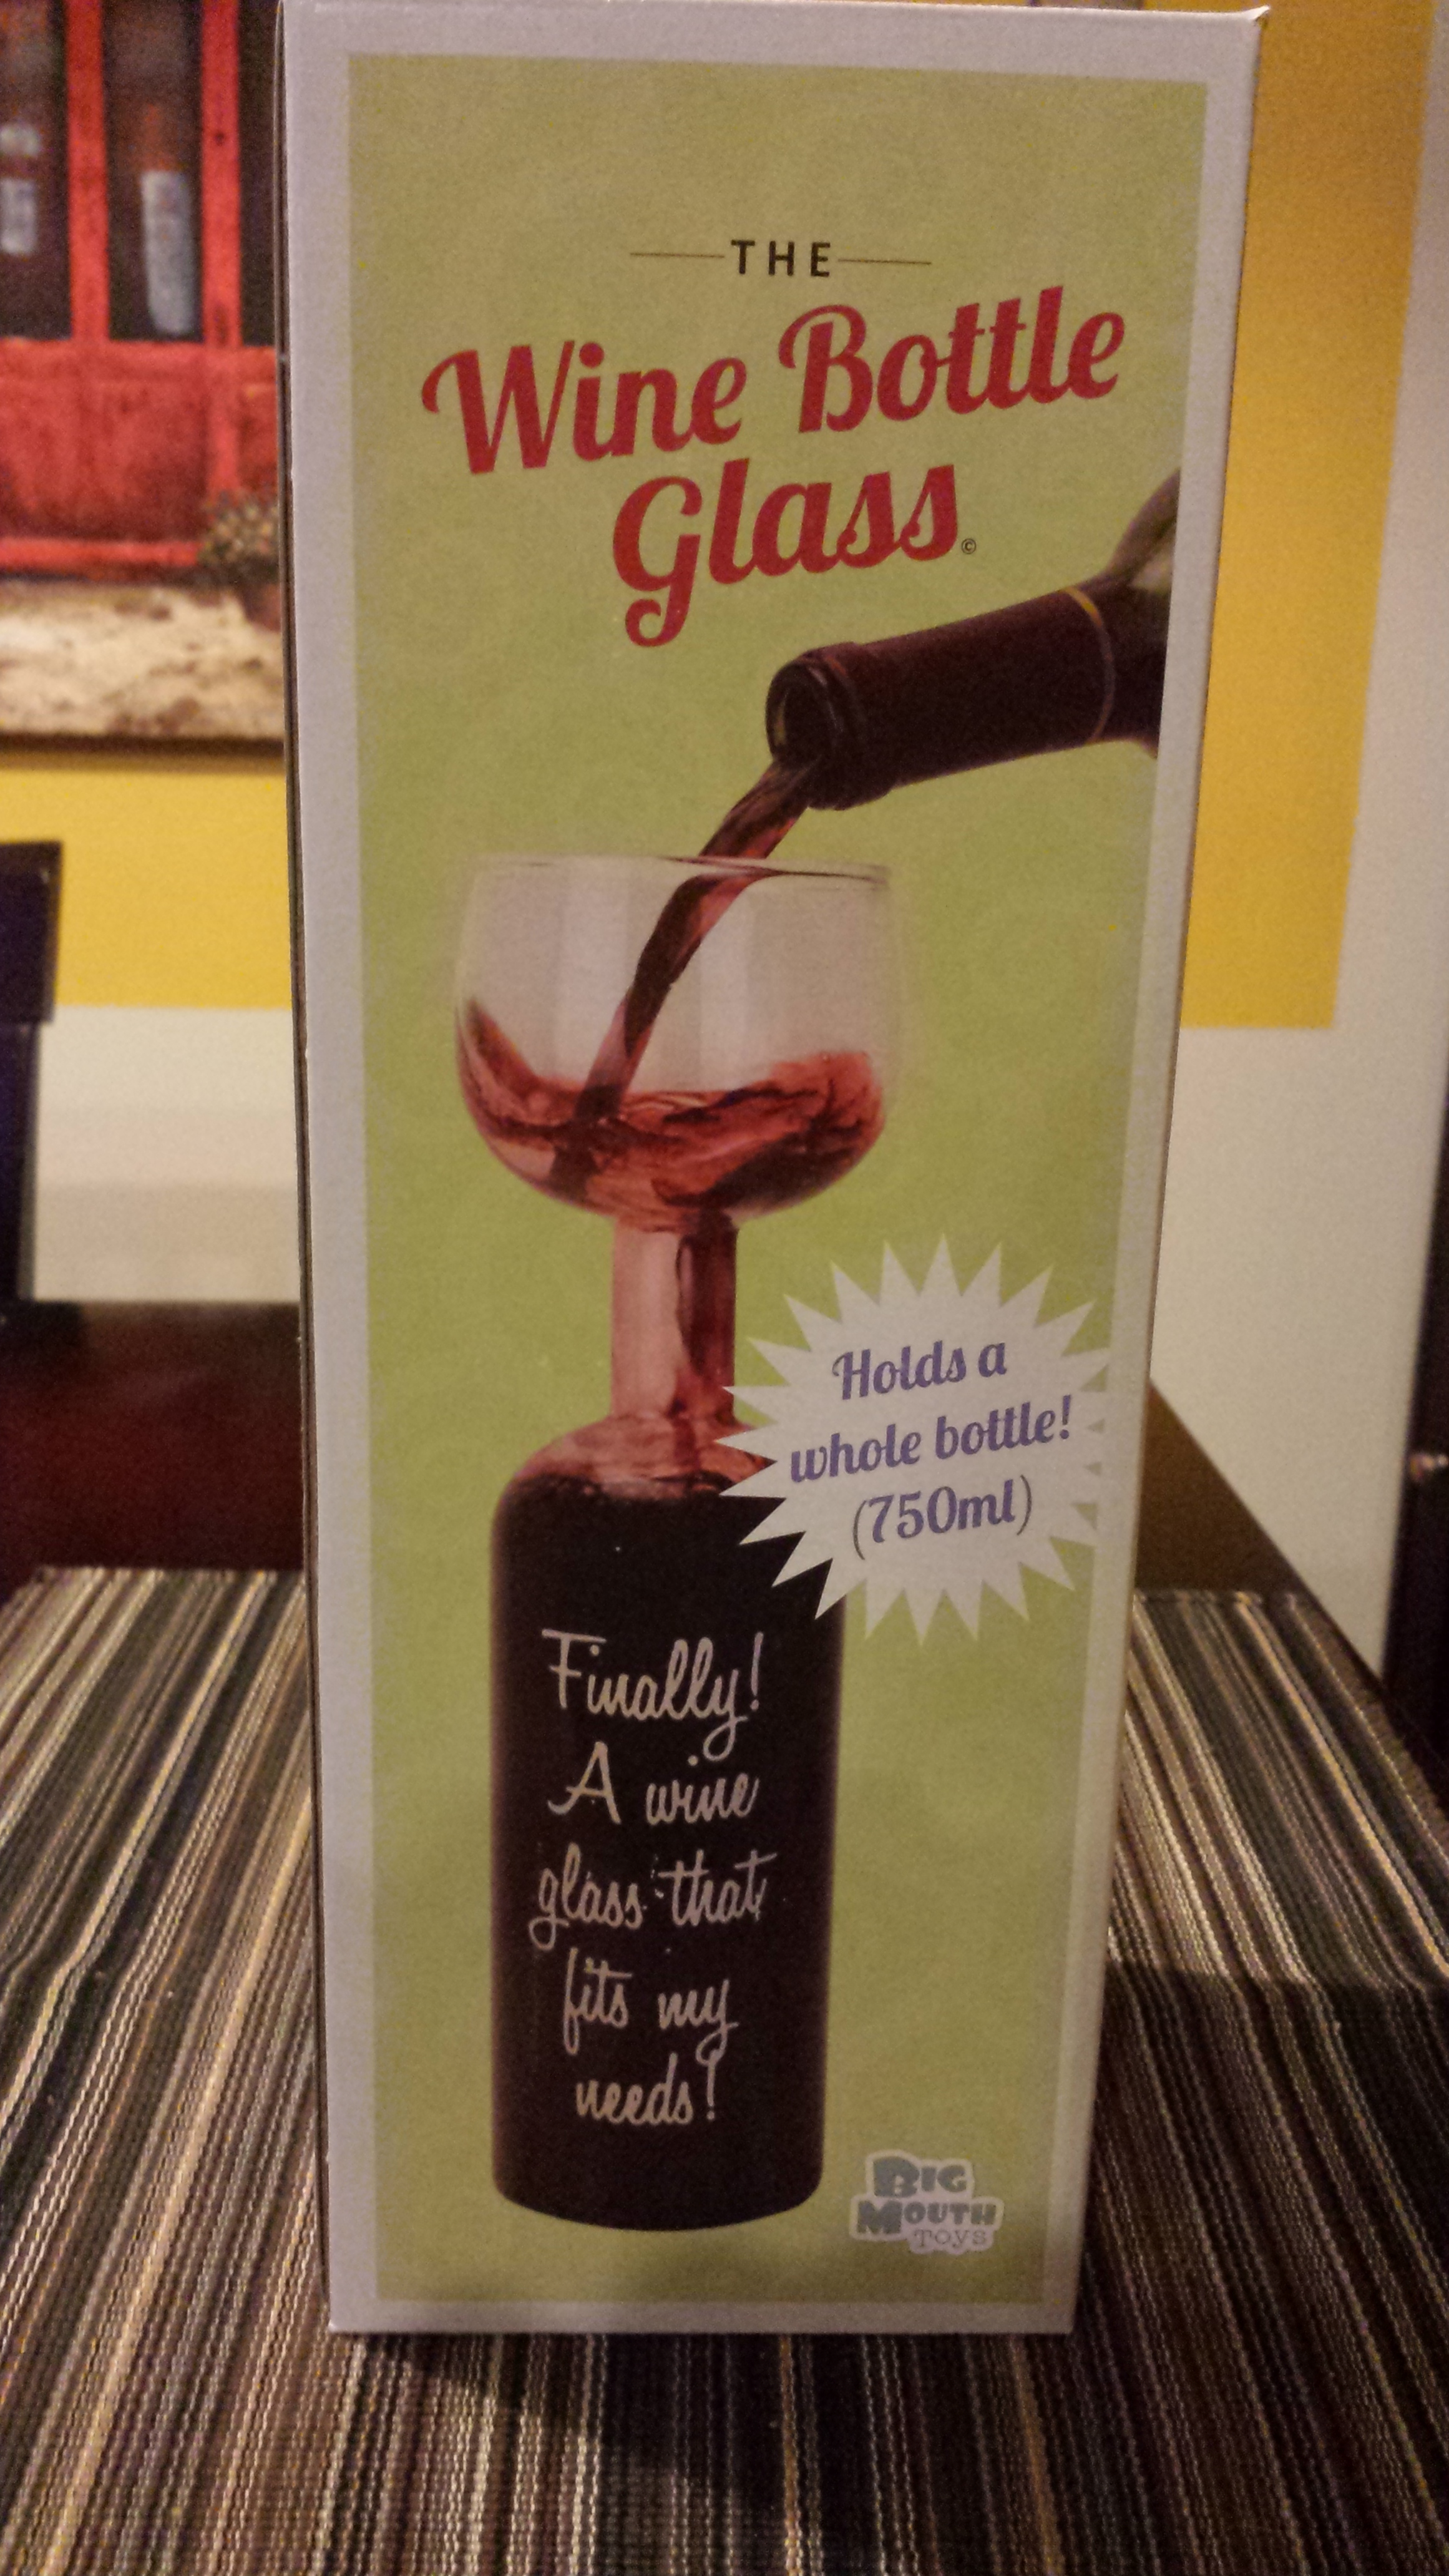 THE
Wine Bottle
Glass©
Holds a
whole bottle!
(750ml)
Finally!
A wine
glass that
fits my
needs!
BIG
MOUTH
TOYS